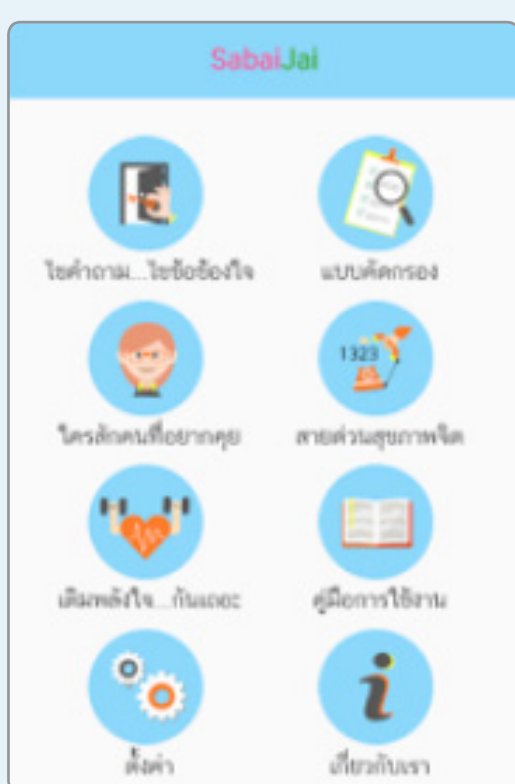 SabaiJai
ไขคำถาม...ไขข้อข้องใจ
แบบคัดกรอง
1323
ใครสักคนที่อยากคุย
สายด่วนสุขภาพจิต
เติมพลังใจ...กันเถอะ
คู่มือการใช้งาน
ตั้งค่า
เกี่ยวกับเรา